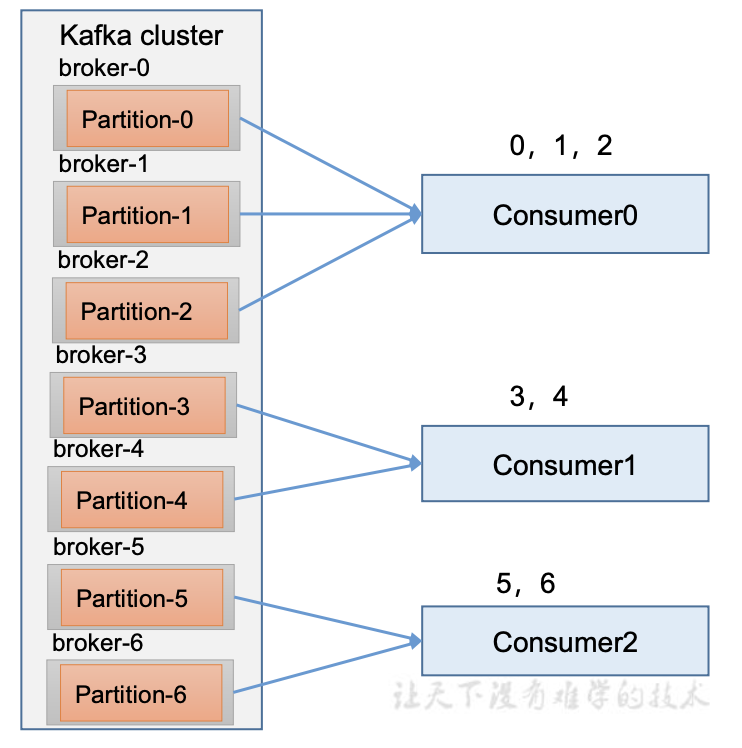 Kafka cluster
broker-0
Partition-0
broker-1
Partition-1
broker-2
Partition-2
broker-3
Partition-3
broker-4
Partition-4
broker-5
Partition-5
broker-6
Partition-6
0，1，2
Consumer0
3，4
Consumer1
5，6
Consumer2
让天下没有难学的技术